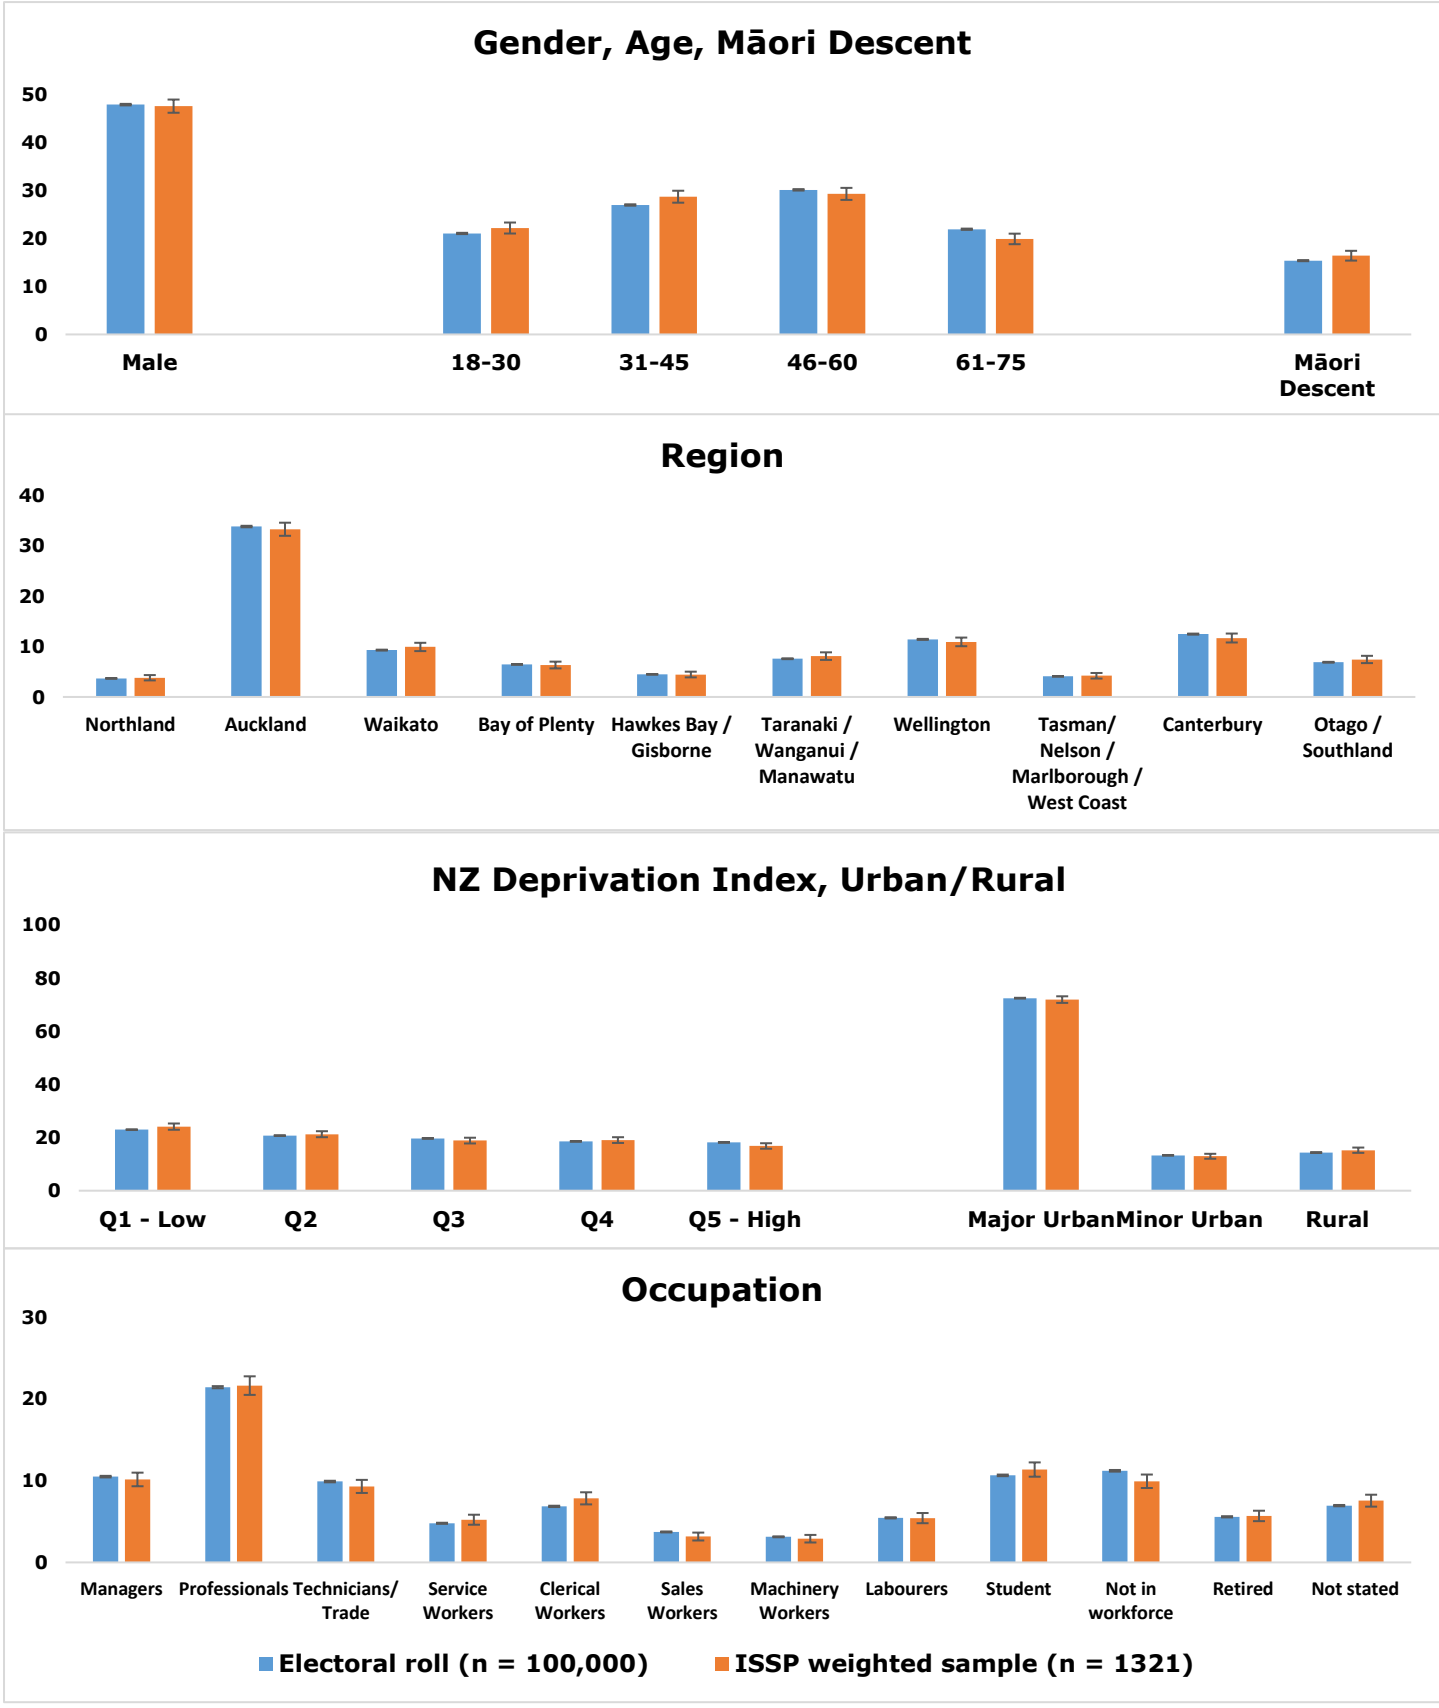 Gender, Age, Māori Descent
50
40
30
20
10
0
Male
18-30
31-45
46-60
61-75
Māori
Descent
Region
40
30
20
10
0
Northland
Auckland
Waikato
Bay of Plenty
Hawkes Bay /
Gisborne
Taranaki /
Wanganui /
Manawatu
Wellington
Tasman/
Nelson /
Marlborough /
West Coast
Canterbury
Otago /
Southland
NZ Deprivation Index, Urban/Rural
100
80
60
40
20
0
Q1 - Low
Q2
Q3
Q4
Q5 - High
Major Urban
Minor Urban
Rural
Occupation
30
20
10
0
Managers
Professionals
Technicians/
Trade
Service
Workers
Clerical
Workers
Sales
Workers
Machinery
Workers
Labourers
Student
Not in
workforce
Retired
Not stated
Electoral roll (n = 100,000)
ISSP weighted sample (n = 1321)